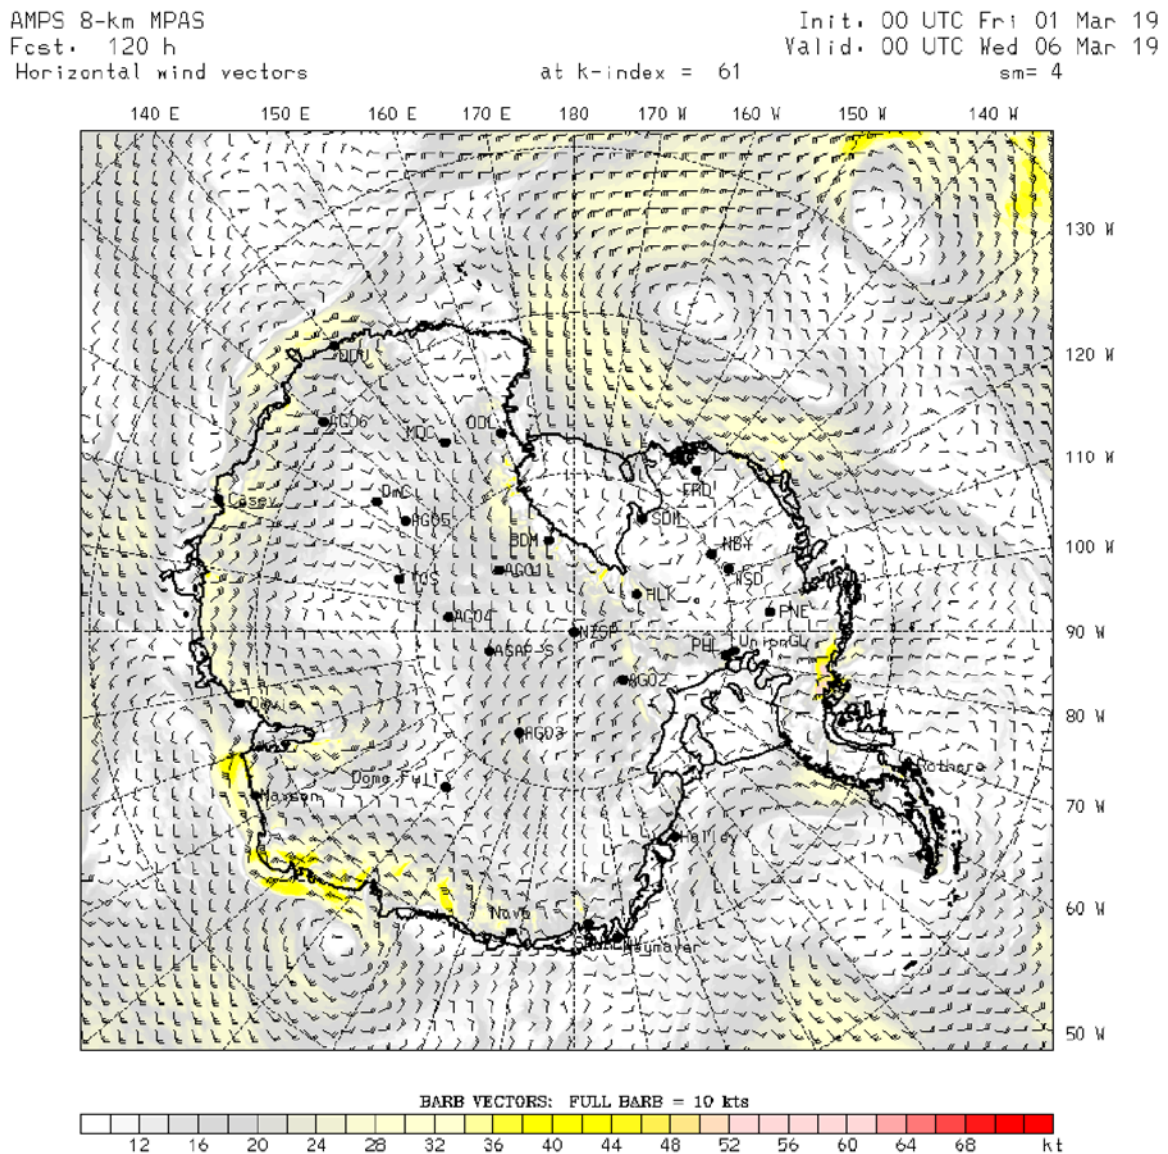 AMPS 8-km MPAS Init. 00 UTC Fri 01 Mar 19
Fcst. 120 h Valid. 00 UTC Wed 06 Mar 19
Horizontal wind vectors at k-index = 61 sm= 4
140 E 150 E 160 E 170 E 180 170 W 160 W 150 W 140 W
130 W
120 W
DDU
AGO6
MDC ODL
110 W
ERD
Casey DmC
AGO5 SDM
BDM NBY 100 W
AGO1 WSD
HLK
AGO4 PNE
NZSP 90 W
ASAP-S PHL UnionGL
AGO2
Davis 80 W
AGO3
Rothera
Dome Fuji
Mawson 70 W
Halley
Novo 60 W
Neumayer
50 W
BARB VECTORS: FULL BARB = 10 kts
12 16 20 24 28 32 36 40 44 48 52 56 60 64 68 kt